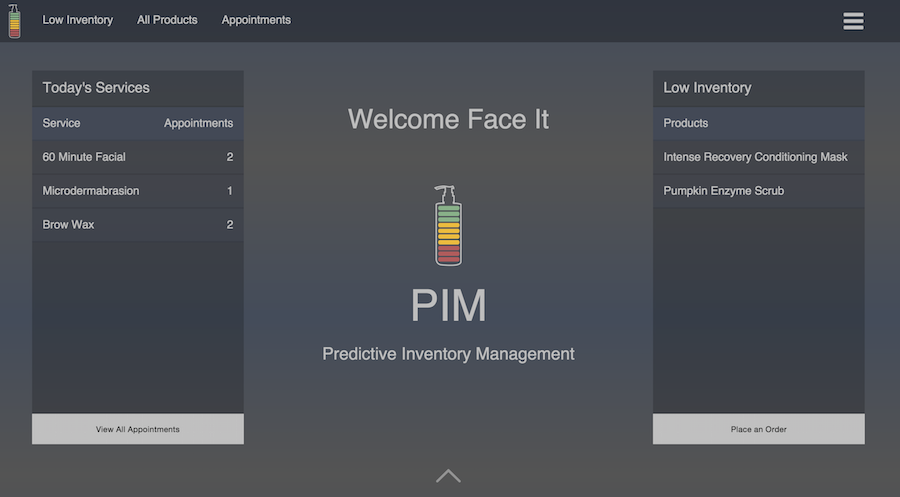 Low Inventory All Products Appointments
Today's Services
Service Appointments
60 Minute Facial 2
Microdermabrasion 1
Brow Wax 2
View All Appointments
Welcome Face It
PIM
Predictive Inventory Management
Low Inventory
Products
Intense Recovery Conditioning Mask
Pumpkin Enzyme Scrub
Place an Order